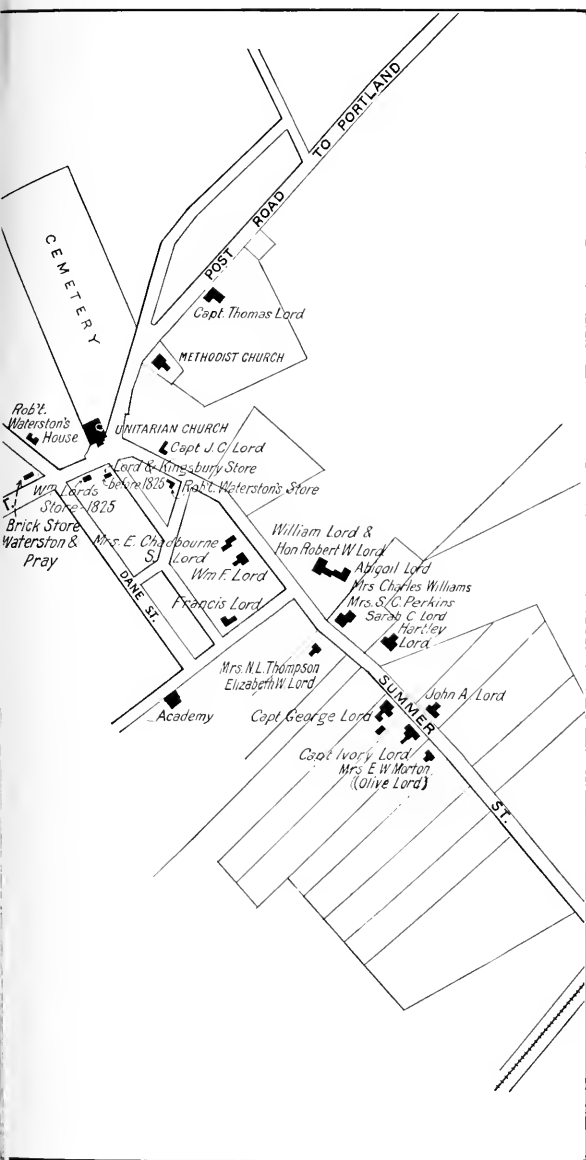 POST ROAD TO PORTLAND
CEMETERY
Capt. Thomas Lord
METHODIST CHURCH
Rob't.
Waterston's
House
UNITARIAN CHURCH
Capt J. C. Lord
Lord & Kingsbury Store
before 1825
Robt. Waterston's Store
Wm Lord's
Store-1825
Brick Store
Waterston &
Pray
Mrs. E. Chadbourne
S. Lord
Wm F. Lord
Francis Lord
DANE ST.
William Lord &
Hon Robert W Lord
Abigail Lord
Mrs Charles Williams
Mrs. S. C. Perkins
Sarah C Lord
Hartley
Lord
Mrs. N. L. Thompson
Elizabeth W. Lord
Academy
SUMMER ST.
John A. Lord
Capt George Lord
Capt Ivory Lord
Mrs E W Morton
(Olive Lord)